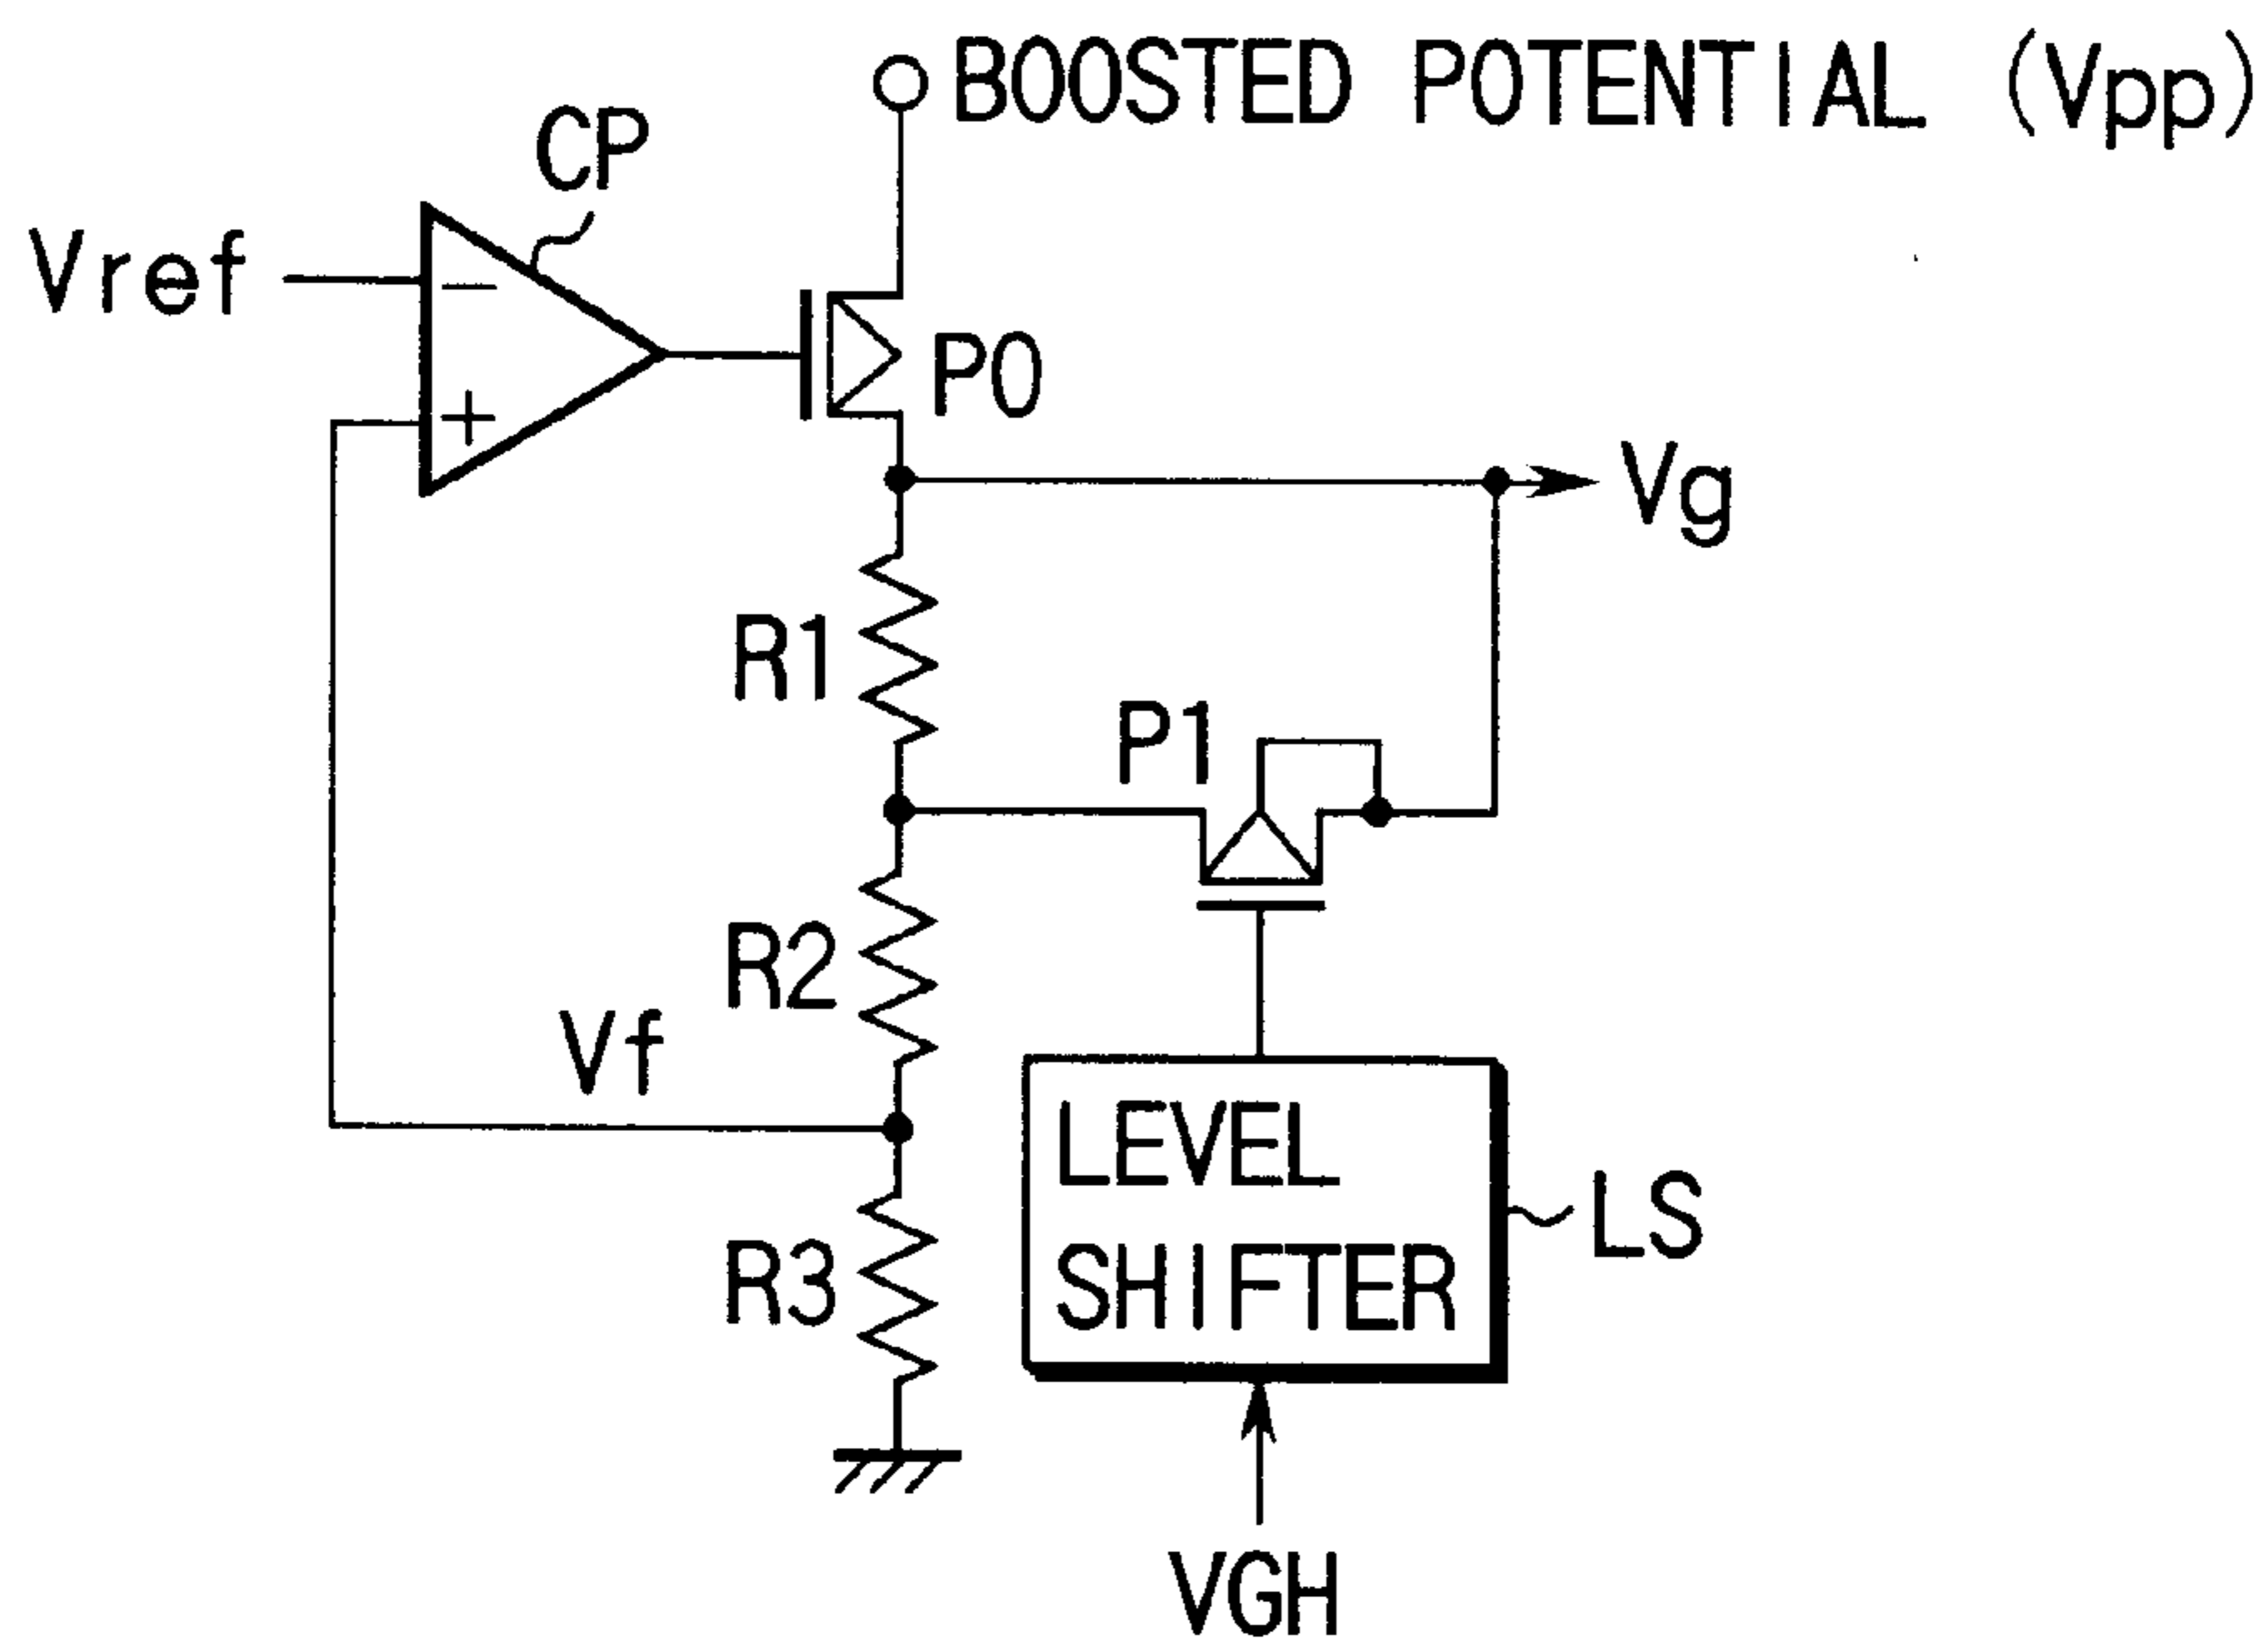 BOOSTED POTENTIAL (Vpp)
CP
Vref
−
+
P0
Vg
R1
P1
R2
Vf
LEVEL
SHIFTER
LS
R3
VGH